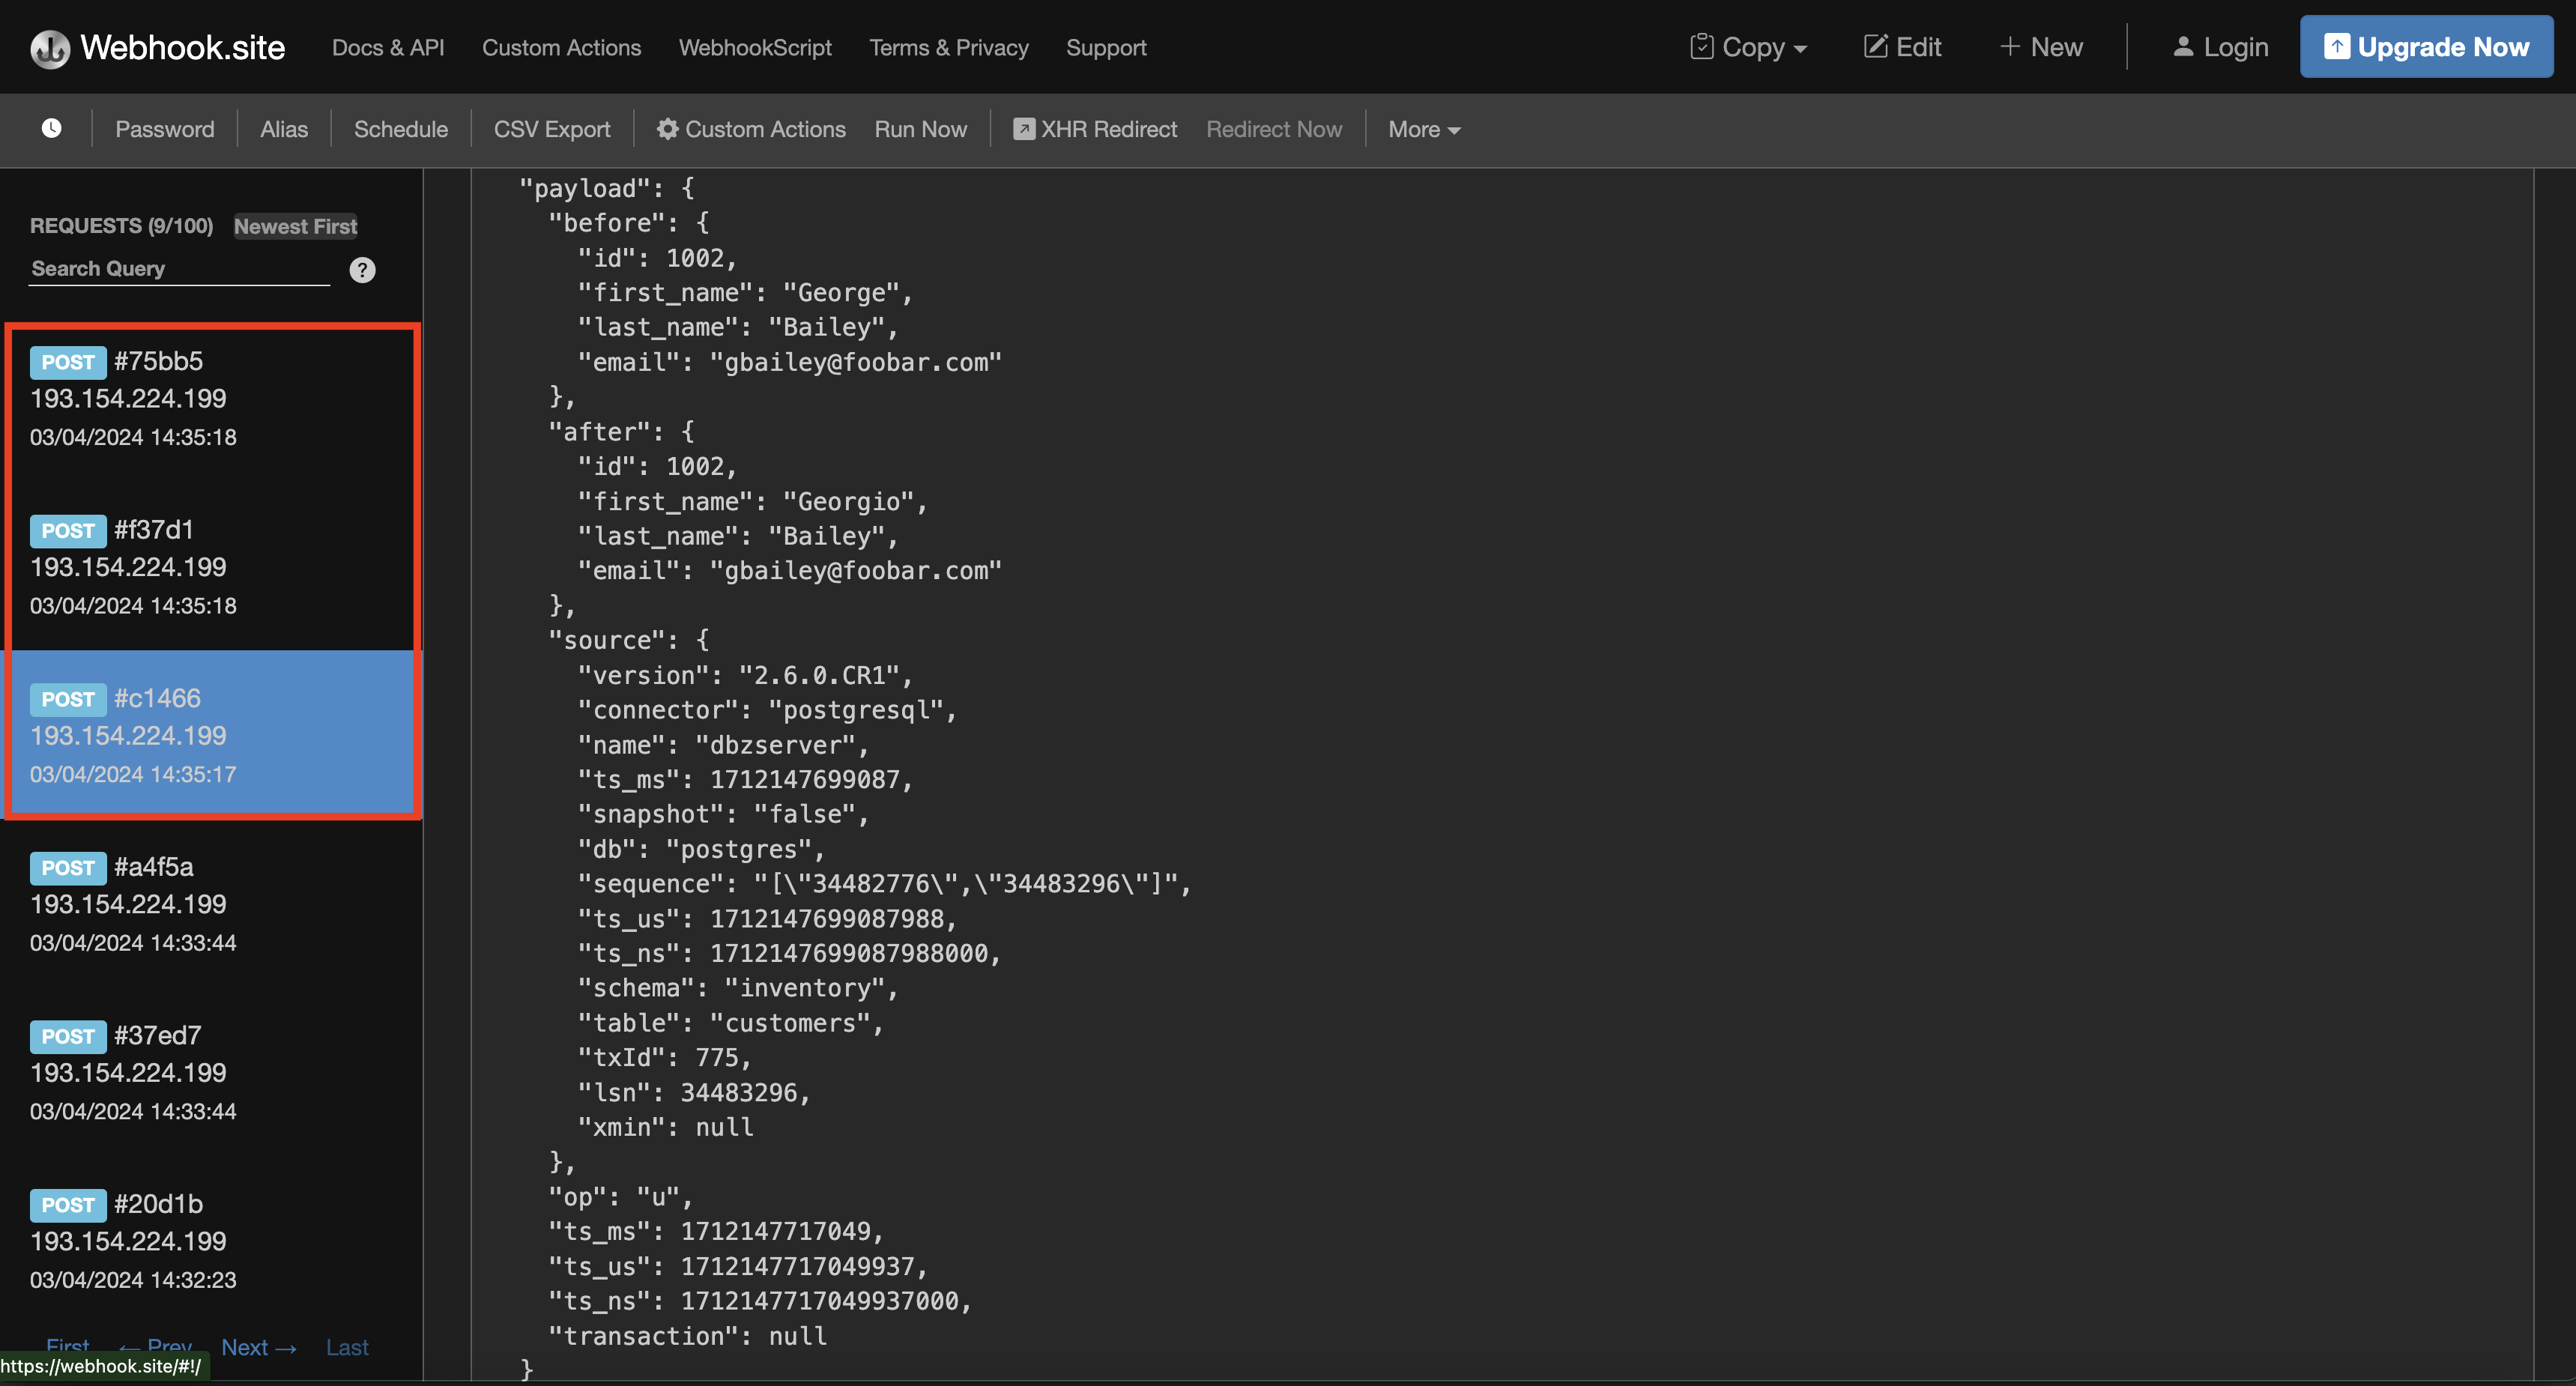 Webhook.site Docs & API Custom Actions WebhookScript Terms & Privacy Support Copy Edit New Login Upgrade Now
Password Alias Schedule CSV Export Custom Actions Run Now XHR Redirect Redirect Now More
REQUESTS (9/100) Newest First
Search Query ?
POST #75bb5
193.154.224.199
03/04/2024 14:35:18
POST #f37d1
193.154.224.199
03/04/2024 14:35:18
POST #c1466
193.154.224.199
03/04/2024 14:35:17
POST #a4f5a
193.154.224.199
03/04/2024 14:33:44
POST #37ed7
193.154.224.199
03/04/2024 14:33:44
POST #20d1b
193.154.224.199
03/04/2024 14:32:23
First ← Prev Next → Last
https://webhook.site/#!/
"payload": {
"before": {
"id": 1002,
"first_name": "George",
"last_name": "Bailey",
"email": "gbailey@foobar.com"
},
"after": {
"id": 1002,
"first_name": "Georgio",
"last_name": "Bailey",
"email": "gbailey@foobar.com"
},
"source": {
"version": "2.6.0.CR1",
"connector": "postgresql",
"name": "dbzserver",
"ts_ms": 1712147699087,
"snapshot": "false",
"db": "postgres",
"sequence": "[\"34482776\",\"34483296\"]",
"ts_us": 1712147699087988,
"ts_ns": 1712147699087988000,
"schema": "inventory",
"table": "customers",
"txId": 775,
"lsn": 34483296,
"xmin": null
},
"op": "u",
"ts_ms": 1712147717049,
"ts_us": 1712147717049937,
"ts_ns": 1712147717049937000,
"transaction": null
}